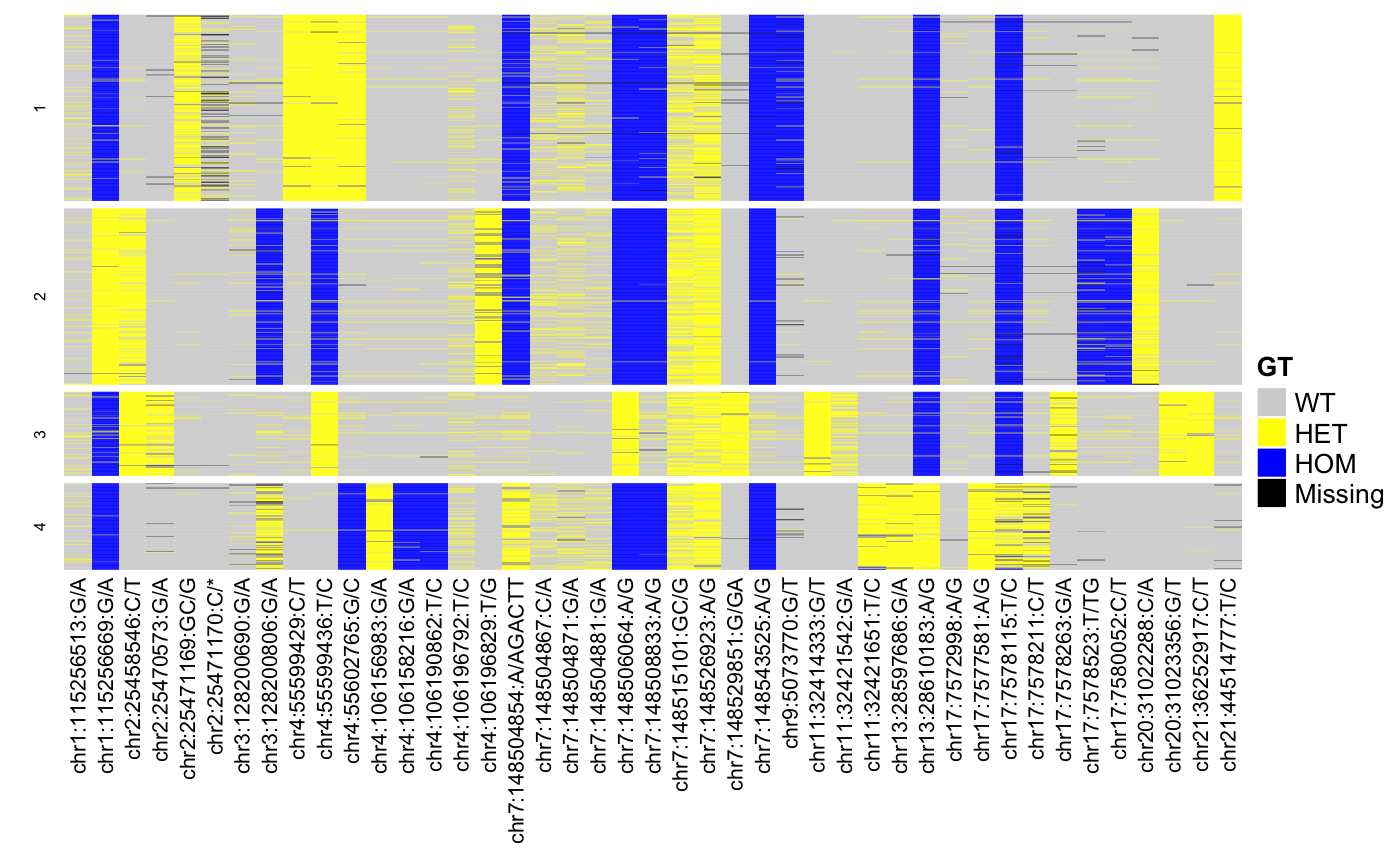 1
2
3
4
GT
WT
HET
HOM
Missing
chr1:115256513:G/A
chr1:115256669:G/A
chr2:25458546:C/T
chr2:25470573:G/A
chr2:25471169:GC/G
chr2:25471170:C/*
chr3:128200690:G/A
chr3:128200806:G/A
chr4:55599429:C/T
chr4:55599436:T/C
chr4:55602765:G/C
chr4:106156983:G/A
chr4:106158216:G/A
chr4:106190862:T/C
chr4:106196792:T/C
chr4:106196829:T/G
chr7:148504854:A/AGACTT
chr7:148504867:C/A
chr7:148504871:G/A
chr7:148504881:G/A
chr7:148506064:A/G
chr7:148508833:A/G
chr7:148515101:GC/G
chr7:148526923:A/G
chr7:148529851:G/GA
chr7:148543525:A/G
chr9:5073770:G/T
chr11:32414333:G/T
chr11:32421542:G/A
chr11:32421651:T/C
chr13:28597686:G/A
chr13:28610183:A/G
chr17:7572998:A/G
chr17:7577581:A/G
chr17:7578115:T/C
chr17:7578211:C/T
chr17:7578263:G/A
chr17:7578523:T/TG
chr17:7580052:C/T
chr20:31022288:C/A
chr20:31023356:G/T
chr21:36252917:C/T
chr21:44514777:T/C